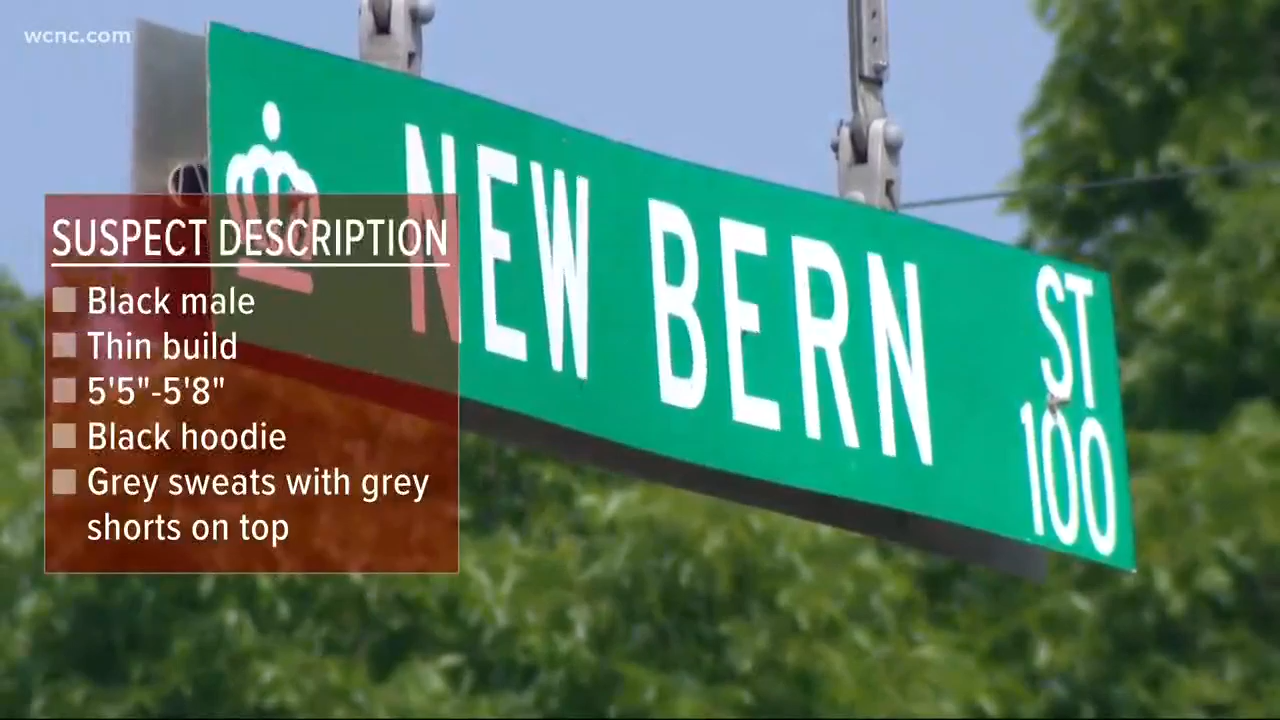 wcnc.com
SUSPECT DESCRIPTION
Black male
Thin build
5'5"-5'8"
Black hoodie
Grey sweats with grey
shorts on top
NEW BERN
ST
100